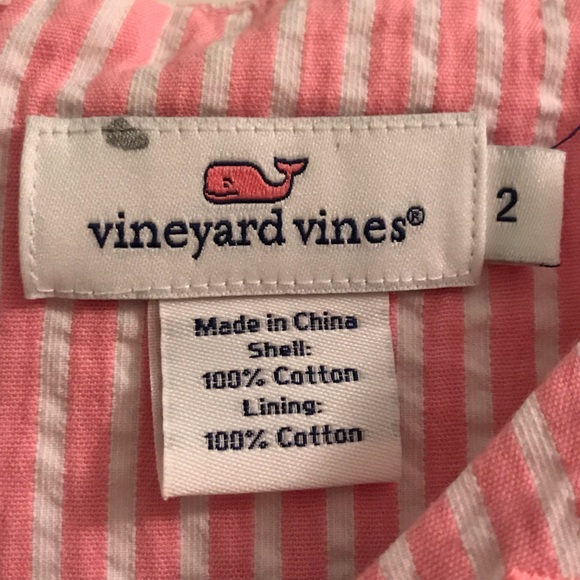 vineyard vines®
2
Made in China
Shell:
100% Cotton
Lining:
100% Cotton